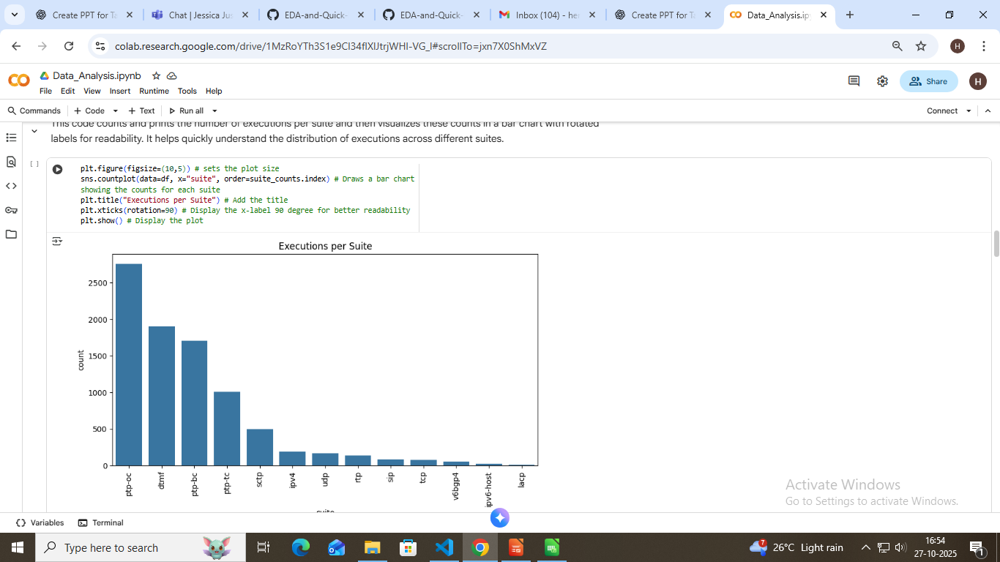 Create PPT for Ta
Chat | Jessica Jus
EDA-and-Quick-
EDA-and-Quick-
Inbox (104) - he
Create PPT for Ta
Data_Analysis.ip
colab.research.google.com/drive/1MzRoYTh3S1e9CI34flXlJtrjWHI-VG_l#scrollTo=jxn7X0ShMxVZ
H
Data_Analysis.ipynb
File Edit View Insert Runtime Tools Help
Share
H
Commands + Code + Text Run all
Connect
This code counts and prints the number of executions per suite and then visualizes these counts in a bar chart with rotated
labels for readability. It helps quickly understand the distribution of executions across different suites.
[ ]
plt.figure(figsize=(10,5)) # sets the plot size
sns.countplot(data=df, x="suite", order=suite_counts.index) # Draws a bar chart
showing the counts for each suite
plt.title("Executions per Suite") # Add the title
plt.xticks(rotation=90) # Display the x-label 90 degree for better readability
plt.show() # Display the plot
Executions per Suite
2500
2000
1500
1000
500
0
count
ptp-oc
dtmf
ptp-bc
ptp-tc
sctp
ipv4
udp
rtp
sip
tcp
v6bgp4
ipv6-host
lacp
suite
Activate Windows
Go to Settings to activate Windows.
Variables Terminal
Type here to search
7
26°C Light rain
16:54
27-10-2025
1